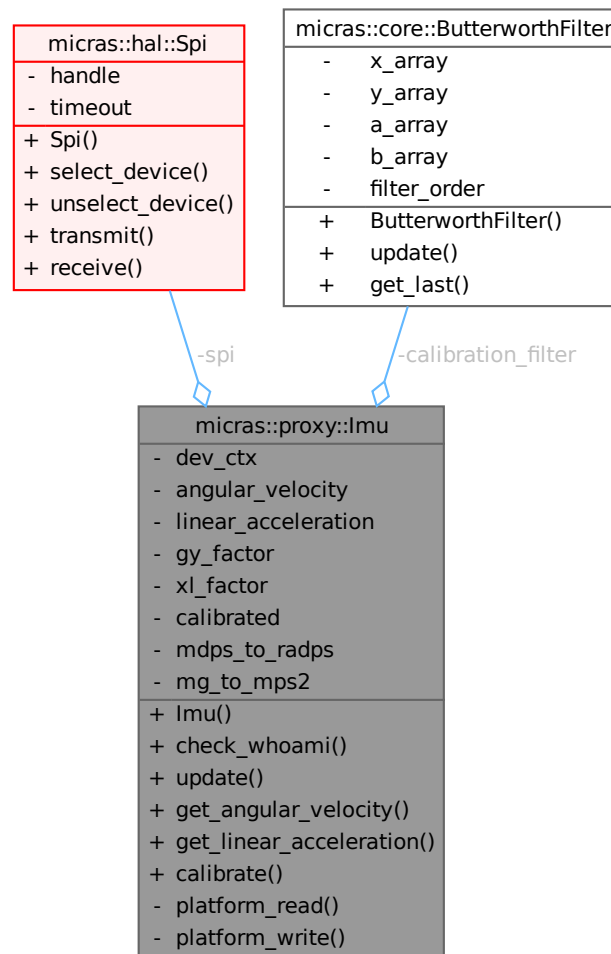 micras::hal::Spi
- handle
- timeout
+ Spi()
+ select_device()
+ unselect_device()
+ transmit()
+ receive()
micras::core::ButterworthFilter
- x_array
- y_array
- a_array
- b_array
- filter_order
+ ButterworthFilter()
+ update()
+ get_last()
-spi
-calibration_filter
micras::proxy::Imu
- dev_ctx
- angular_velocity
- linear_acceleration
- gy_factor
- xl_factor
- calibrated
- mdps_to_radps
- mg_to_mps2
+ Imu()
+ check_whoami()
+ update()
+ get_angular_velocity()
+ get_linear_acceleration()
+ calibrate()
- platform_read()
- platform_write()